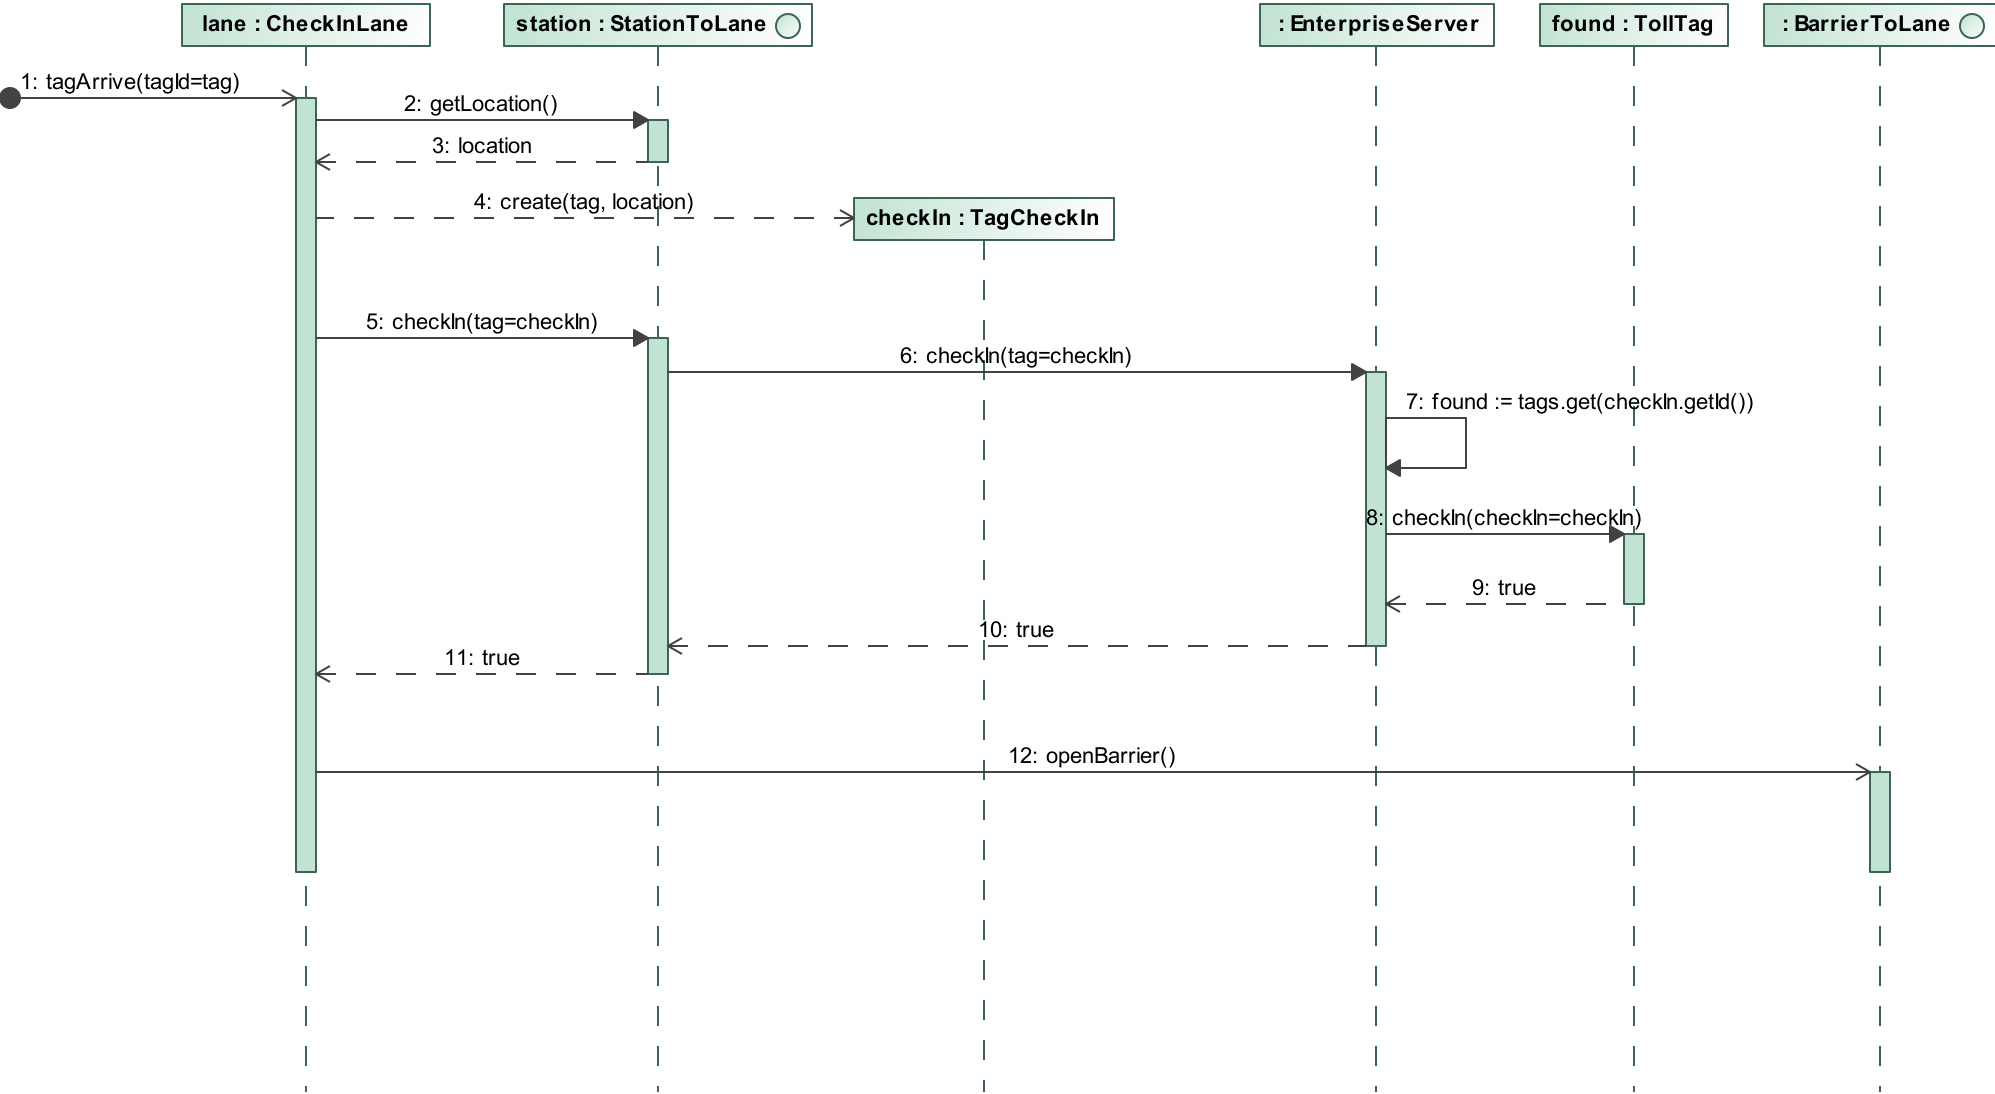 lane : CheckInLane
station : StationToLane
: EnterpriseServer
found : TollTag
: BarrierToLane
1: tagArrive(tagId=tag)
2: getLocation()
3: location
4: create(tag, location)
checkIn : TagCheckIn
5: checkIn(tag=checkIn)
6: checkIn(tag=checkIn)
7: found := tags.get(checkIn.getId())
8: checkIn(checkIn=checkIn)
9: true
10: true
11: true
12: openBarrier()